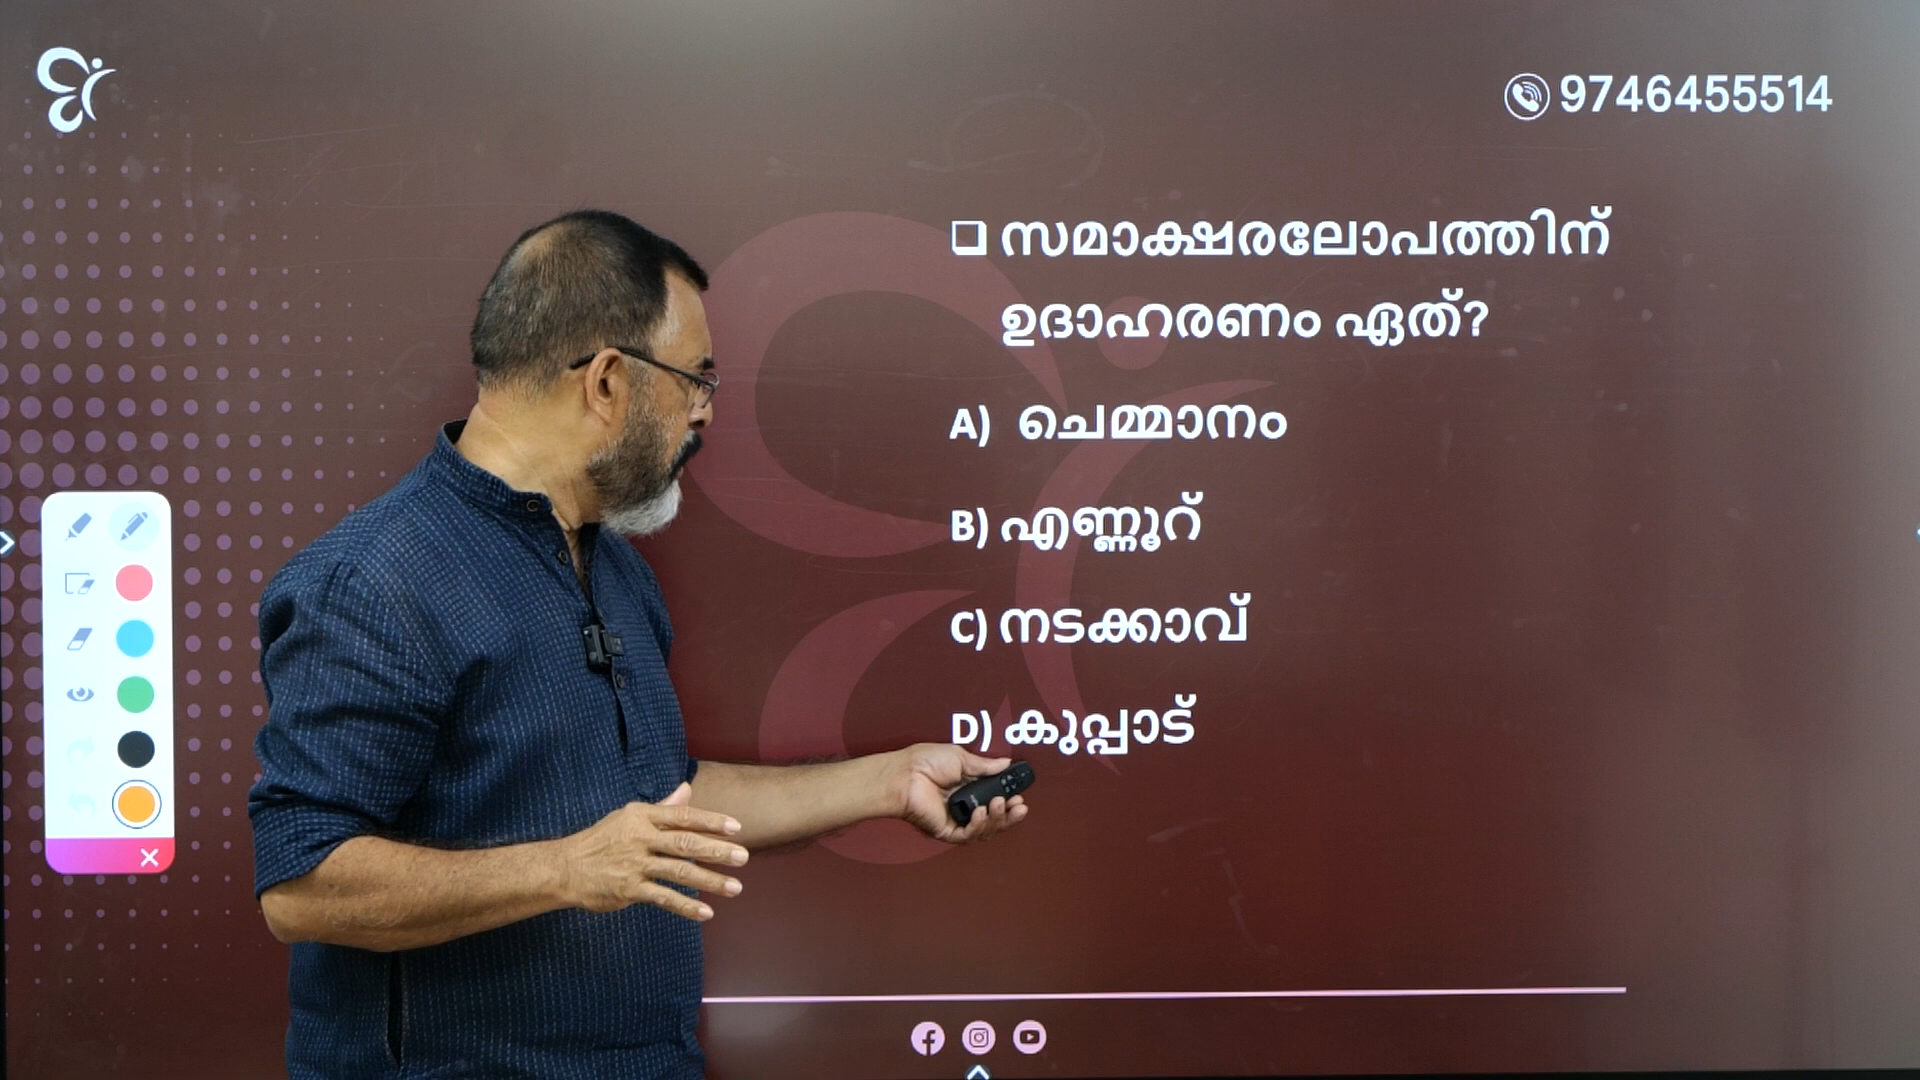 9746455514
❑ സമാക്ഷരലോപത്തിന്
ഉദാഹരണം ഏത്?
A) ചെമ്മാനം
B) എണ്ണൂറ്
C) നടക്കാവ്
D) കുപ്പാട്